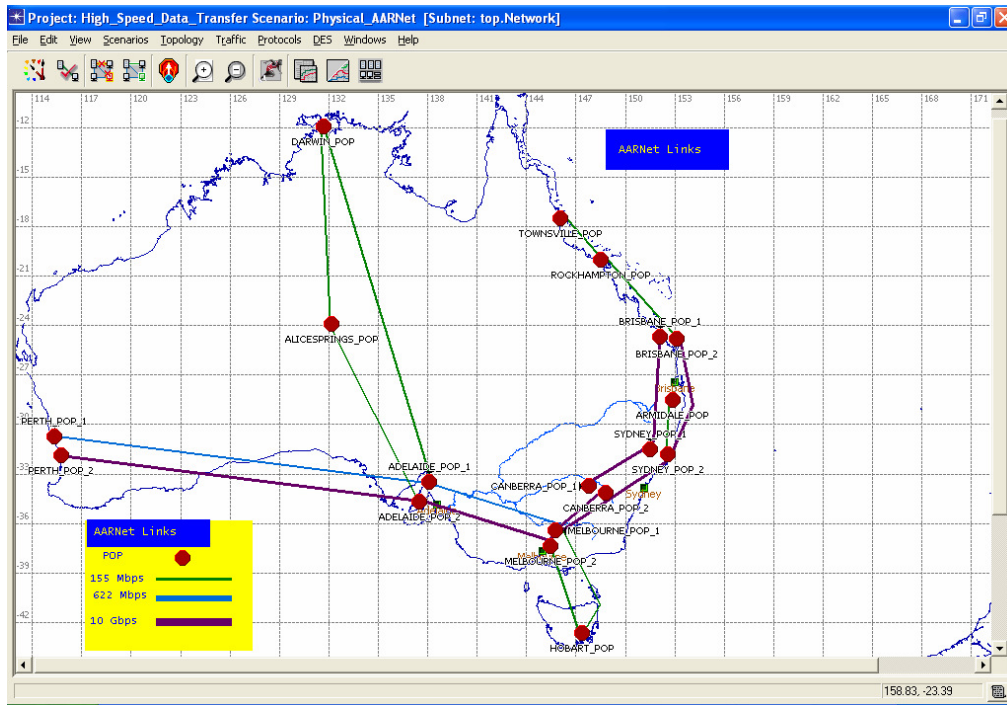 Project: High_Speed_Data_Transfer Scenario: Physical_AARNet [Subnet: top.Network]
File Edit View Scenarios Topology Traffic Protocols DES Windows Help
114 117 120 123 126 129 132 135 138 141 144 147 150 153 156 159 162 165 168 171
-12
DARWIN_POP
AARNet Links
-15
-18
TOWNSVILLE_POP
-21
ROCKHAMPTON_POP
-24
BRISBANE_POP_1
ALICESPRINGS_POP
BRISBANE_POP_2
-27
Brisbane
ARMIDALE_POP
-30
PERTH_POP_1
SYDNEY_POP_1
-33
PERTH_POP_2
ADELAIDE_POP_1
SYDNEY_POP_2
CANBERRA_POP_1
Sydney
CANBERRA_POP_2
ADELAIDE_POP_2
-36
AARNet Links
MELBOURNE_POP_1
POP
MELBOURNE_POP_2
-39
155 Mbps
622 Mbps
10 Gbps
-42
HOBART_POP
158.83, -23.39